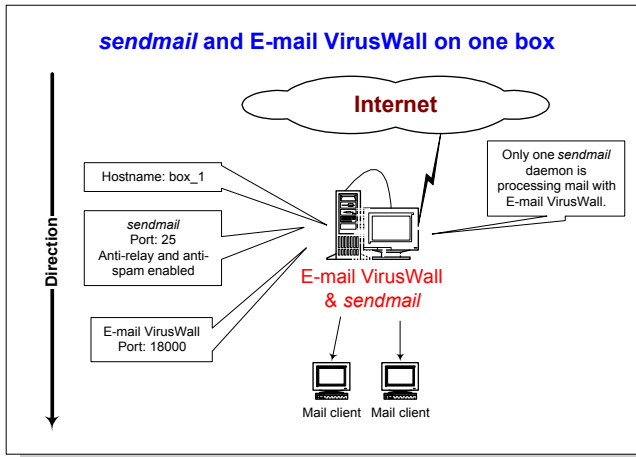 sendmail and E-mail VirusWall on one box
Internet
Hostname: box_1
Only one sendmail
daemon is
processing mail with
E-mail VirusWall.
sendmail
Port: 25
Anti-relay and anti-
spam enabled
Direction
E-mail VirusWall
& sendmail
E-mail VirusWall
Port: 18000
Mail client
Mail client